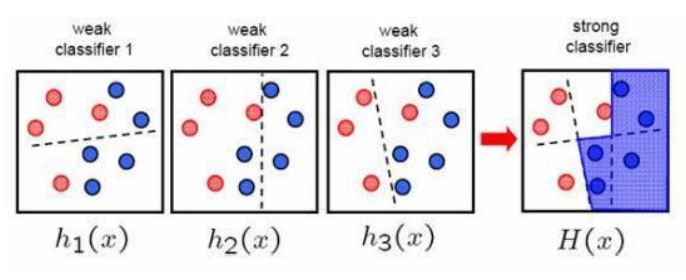 weak
classifier 1
weak
classifier 2
weak
classifier 3
strong
classifier
h₁(x)
h₂(x)
h₃(x)
H(x)